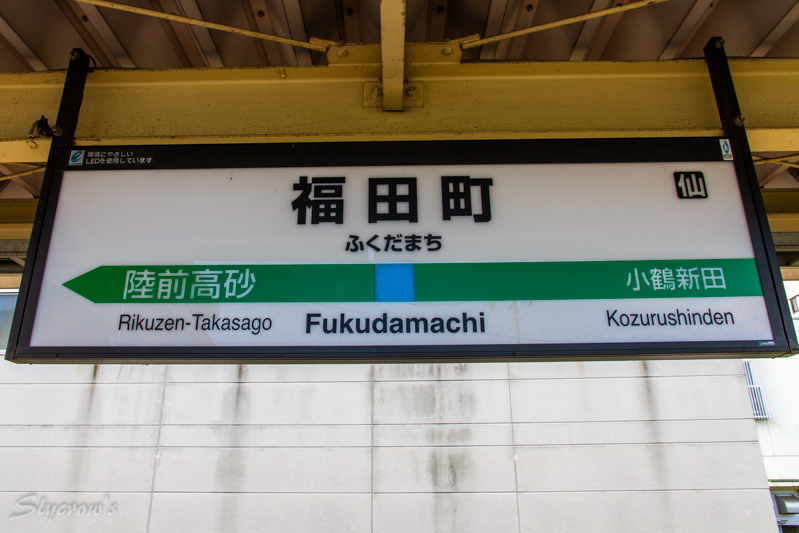 環境にやさしい
LEDを使用しています
福田町
仙
ふくだまち
陸前高砂
小鶴新田
Rikuzen-Takasago
Fukudamachi
Kozurushinden
Slycrow's